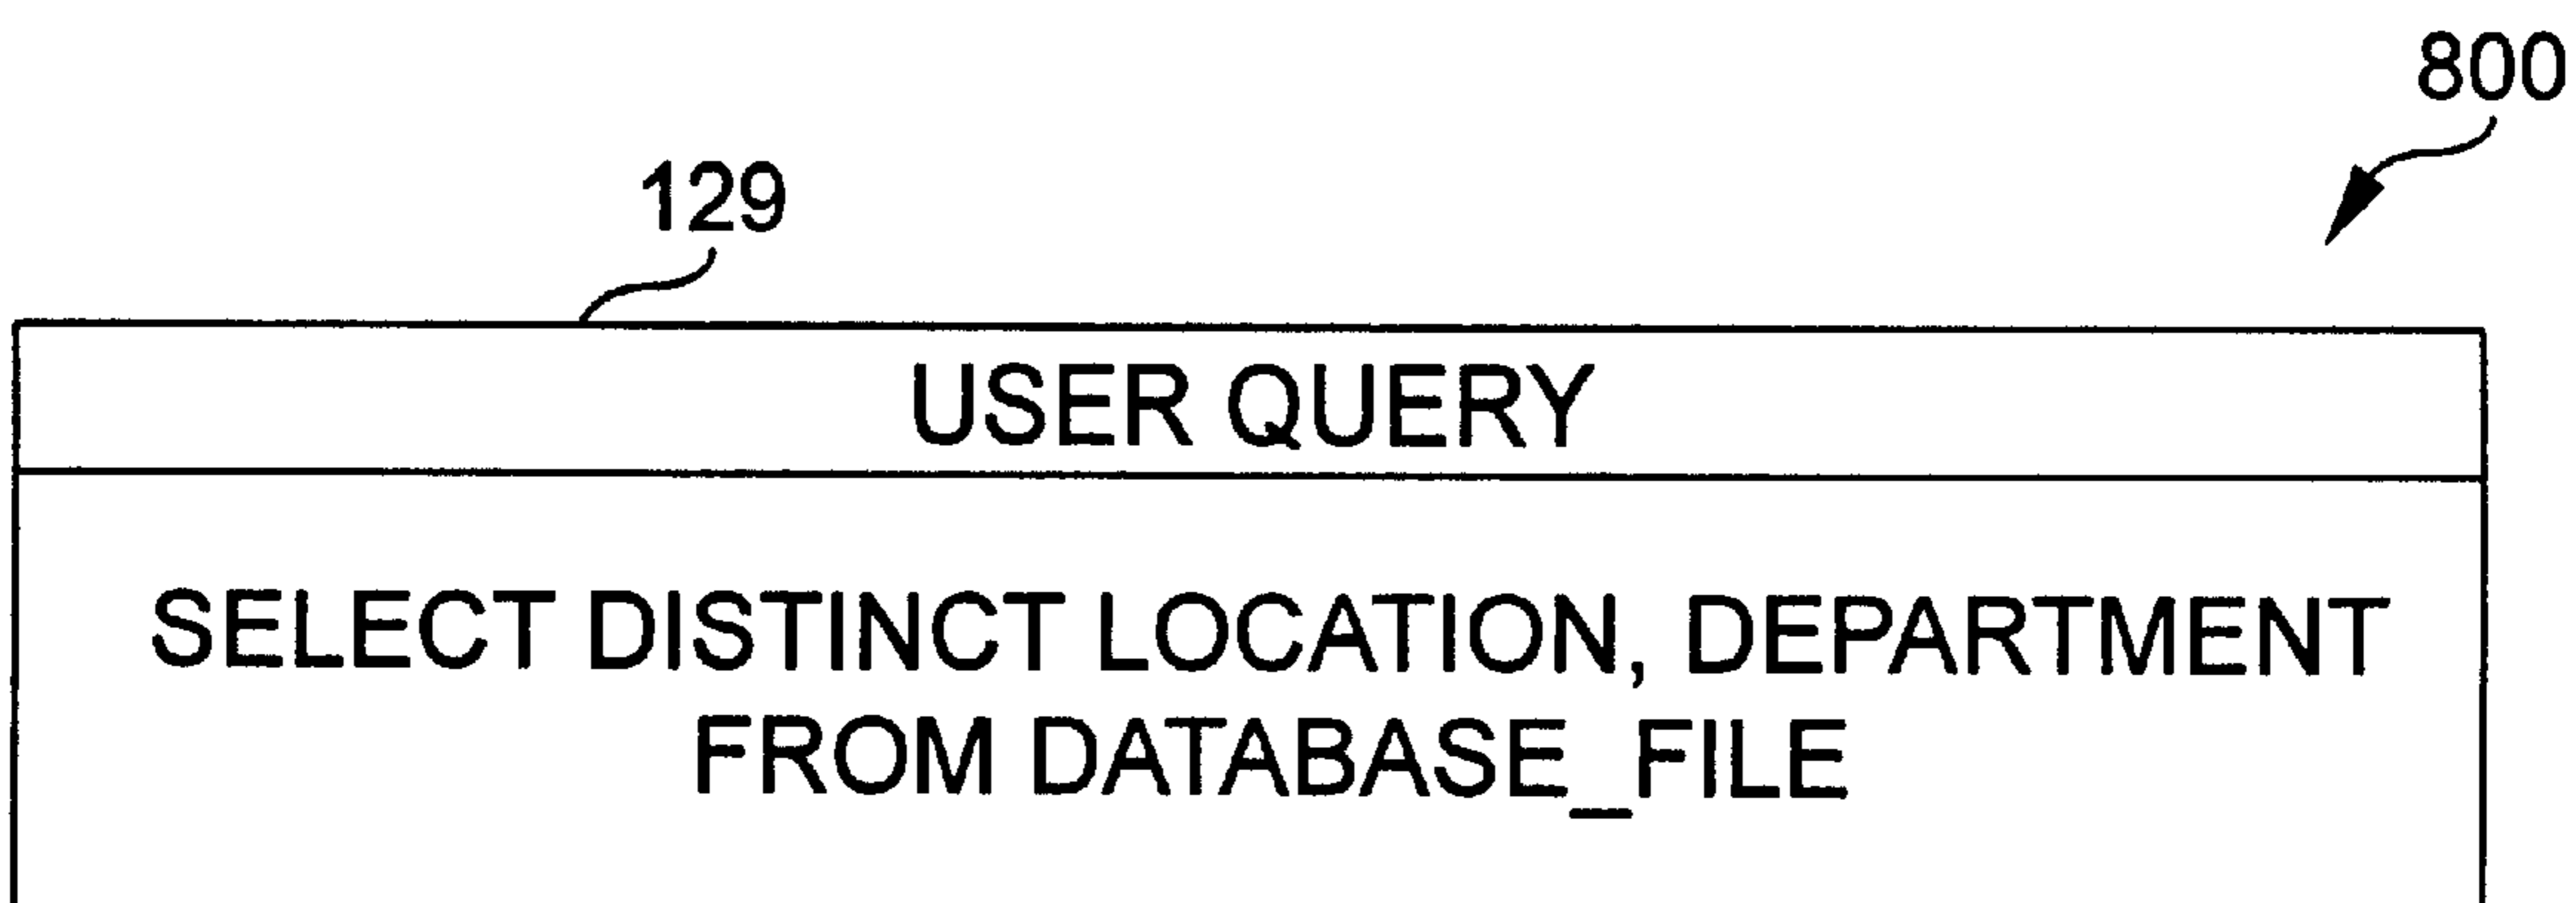 800
129
USER QUERY
SELECT DISTINCT LOCATION, DEPARTMENT
FROM DATABASE_FILE